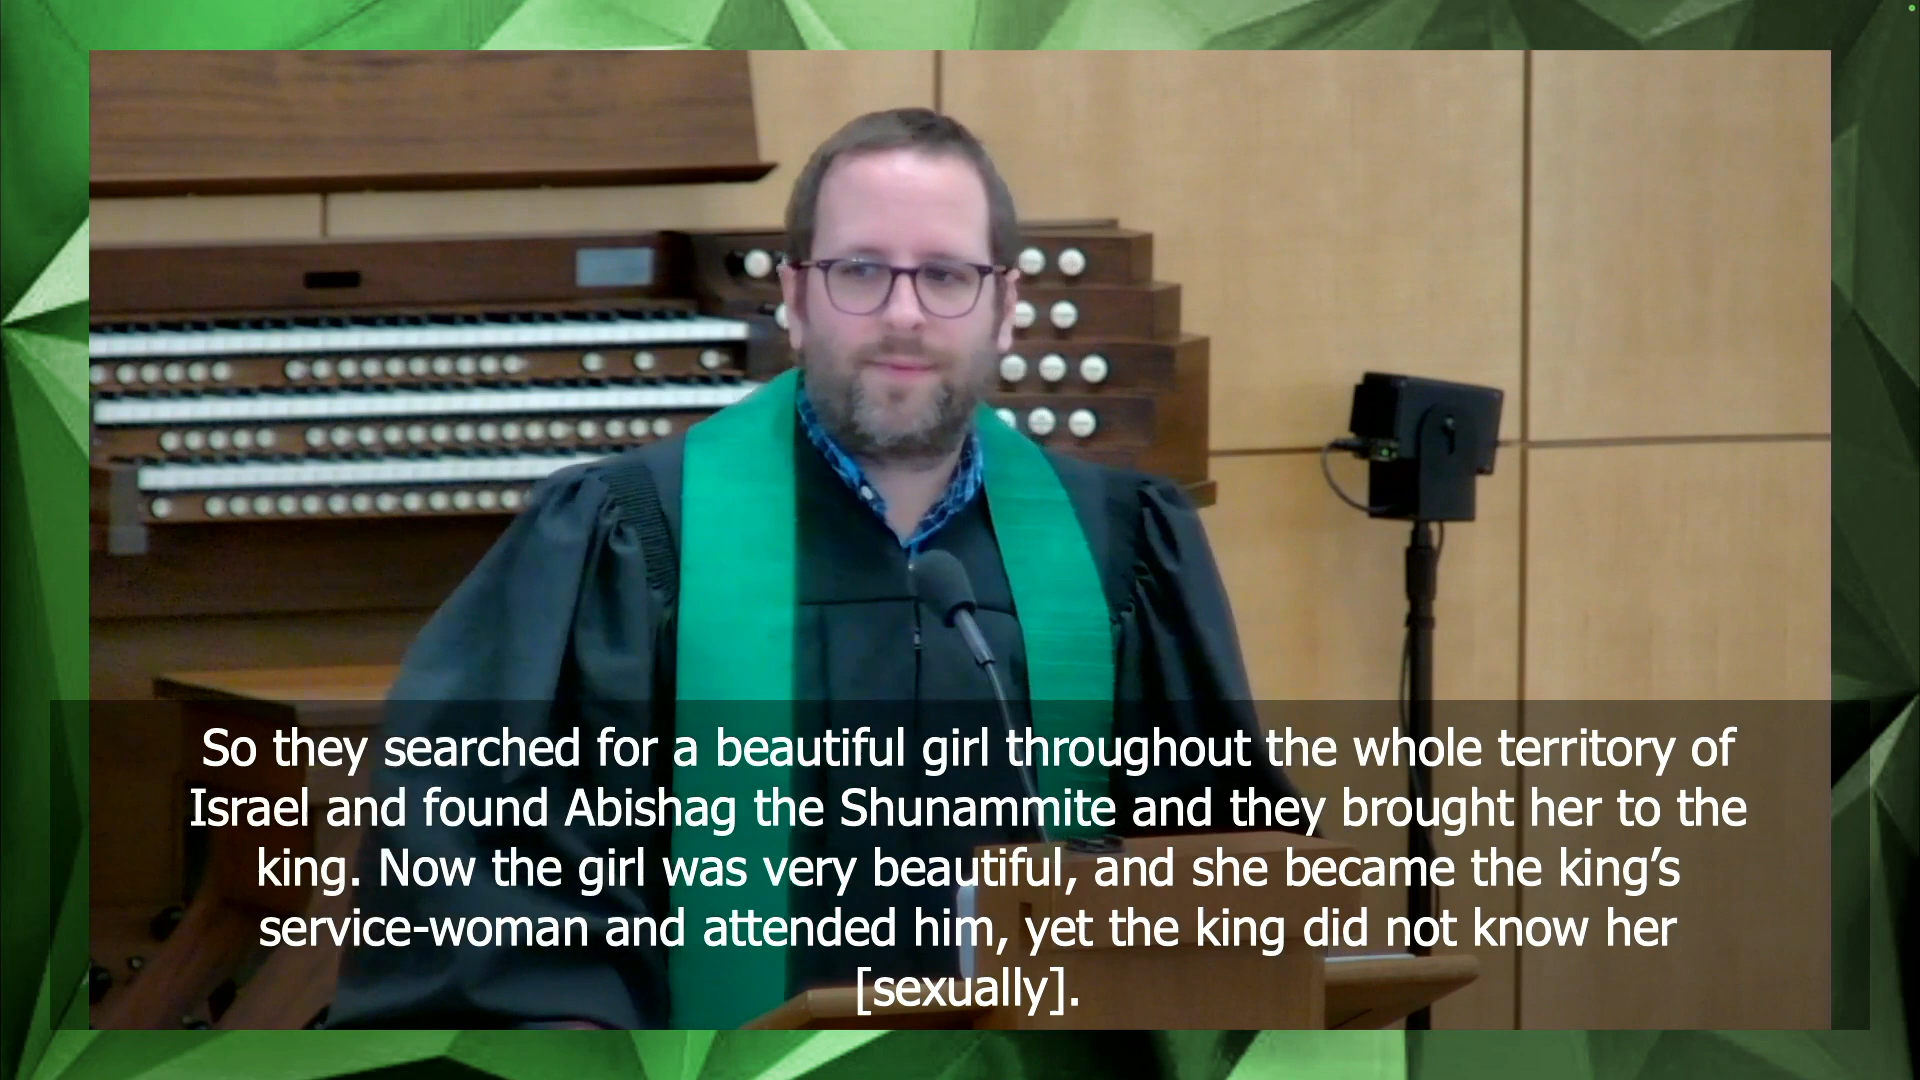 So they searched for a beautiful girl throughout the whole territory of
Israel and found Abishag the Shunammite and they brought her to the
king. Now the girl was very beautiful, and she became the king’s
service-woman and attended him, yet the king did not know her
[sexually].